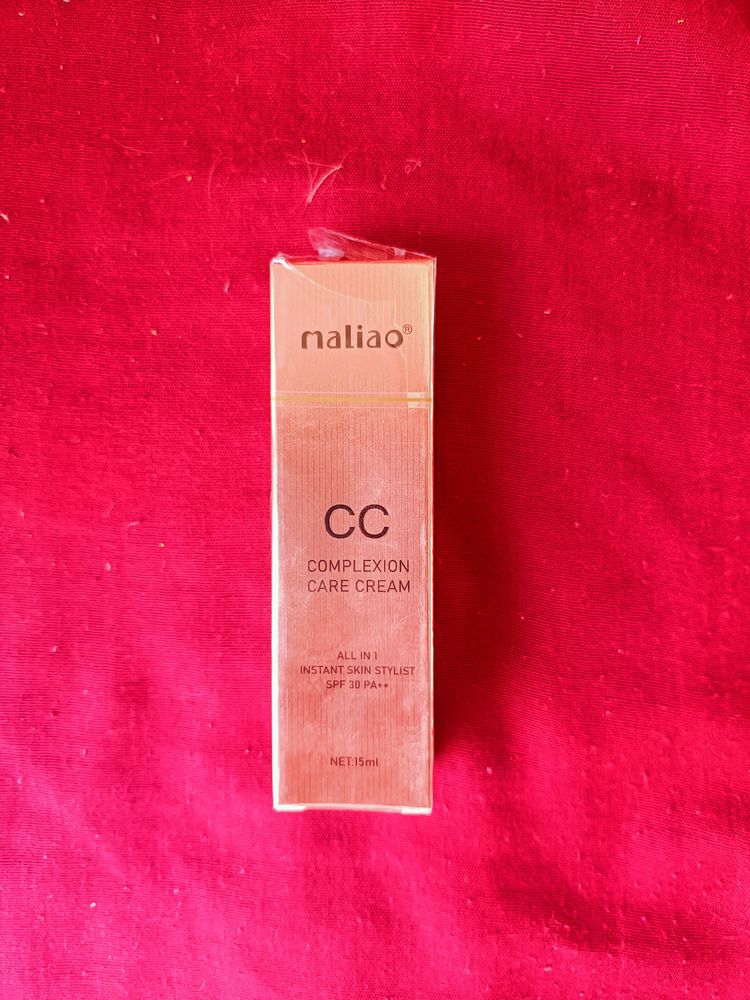 maliao®
CC
COMPLEXION
CARE CREAM
ALL IN 1
INSTANT SKIN STYLIST
SPF 30 PA++
NET:15ml